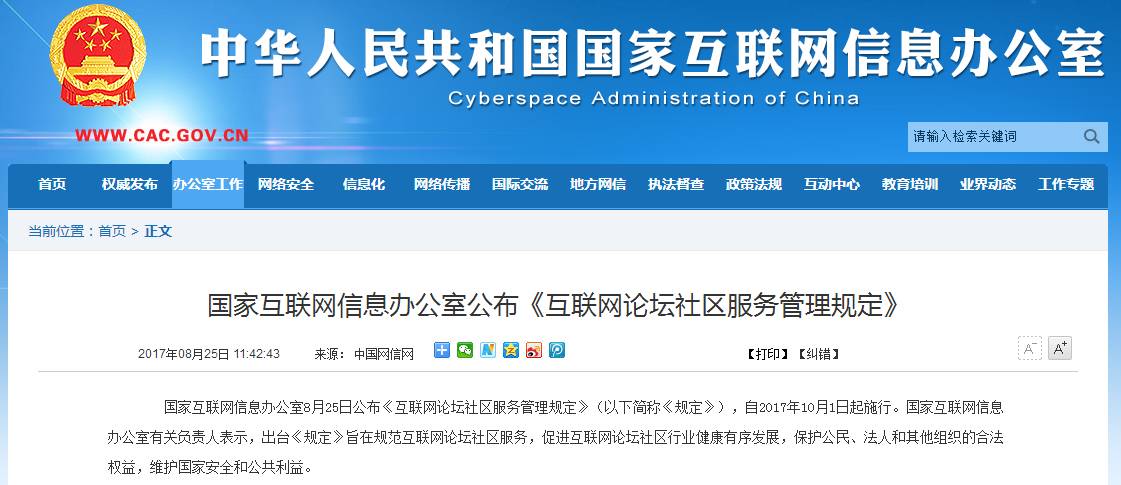 中华人民共和国国家互联网信息办公室
Cyberspace Administration of China
WWW.CAC.GOV.CN
请输入检索关键词
首页 权威发布 办公室工作 网络安全 信息化 网络传播 国际交流 地方网信 执法督查 政策法规 互动中心 教育培训 业界动态 工作专题
当前位置：首页 > 正文
国家互联网信息办公室公布《互联网论坛社区服务管理规定》
2017年08月25日 11:42:43 来源： 中国网信网 【打印】【纠错】 A- A+
国家互联网信息办公室8月25日公布《互联网论坛社区服务管理规定》（以下简称《规定》），自2017年10月1日起施行。国家互联网信息
办公室有关负责人表示，出台《规定》旨在规范互联网论坛社区服务，促进互联网论坛社区行业健康有序发展，保护公民、法人和其他组织的合法
权益，维护国家安全和公共利益。